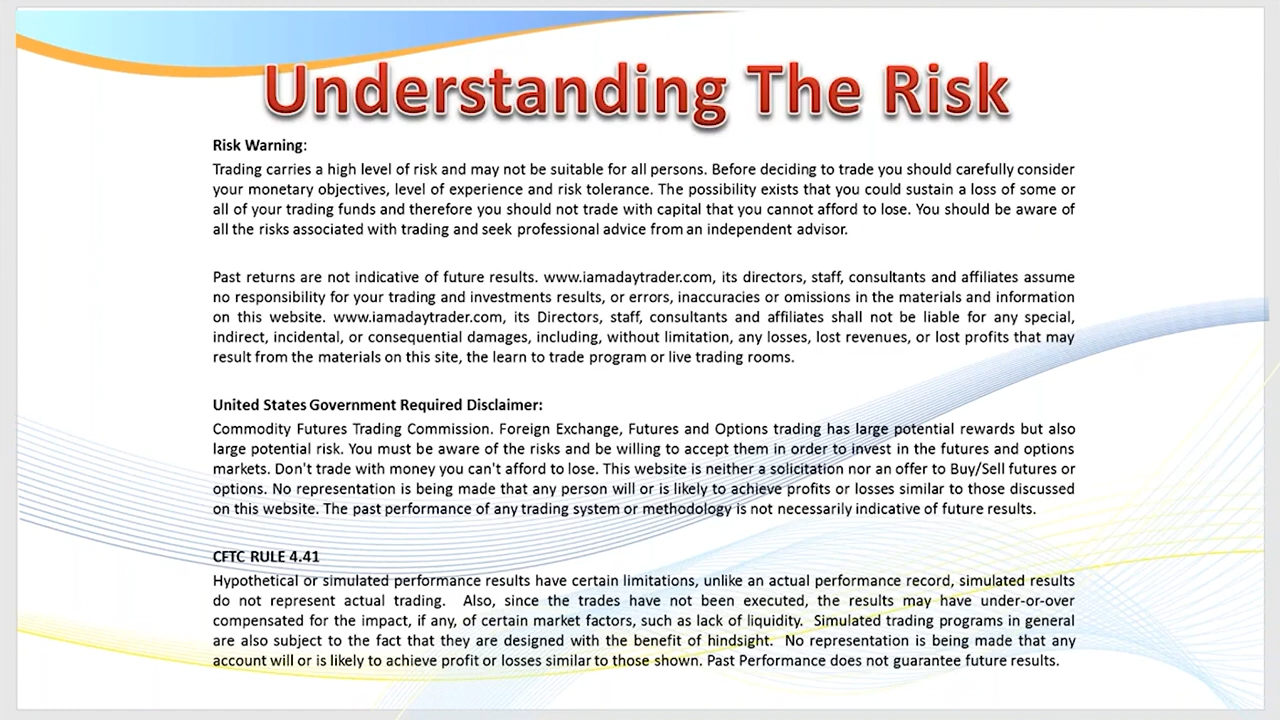 Understanding The Risk
Risk Warning:
Trading carries a high level of risk and may not be suitable for all persons. Before deciding to trade you should carefully consider
your monetary objectives, level of experience and risk tolerance. The possibility exists that you could sustain a loss of some or
all of your trading funds and therefore you should not trade with capital that you cannot afford to lose. You should be aware of
all the risks associated with trading and seek professional advice from an independent advisor.
Past returns are not indicative of future results. www.iamadaytrader.com, its directors, staff, consultants and affiliates assume
no responsibility for your trading and investments results, or errors, inaccuracies or omissions in the materials and information
on this website. www.iamadaytrader.com, its Directors, staff, consultants and affiliates shall not be liable for any special,
indirect, incidental, or consequential damages, including, without limitation, any losses, lost revenues, or lost profits that may
result from the materials on this site, the learn to trade program or live trading rooms.
United States Government Required Disclaimer:
Commodity Futures Trading Commission. Foreign Exchange, Futures and Options trading has large potential rewards but also
large potential risk. You must be aware of the risks and be willing to accept them in order to invest in the futures and options
markets. Don't trade with money you can't afford to lose. This website is neither a solicitation nor an offer to Buy/Sell futures or
options. No representation is being made that any person will or is likely to achieve profits or losses similar to those discussed
on this website. The past performance of any trading system or methodology is not necessarily indicative of future results.
CFTC RULE 4.41
Hypothetical or simulated performance results have certain limitations, unlike an actual performance record, simulated results
do not represent actual trading. Also, since the trades have not been executed, the results may have under-or-over
compensated for the impact, if any, of certain market factors, such as lack of liquidity. Simulated trading programs in general
are also subject to the fact that they are designed with the benefit of hindsight. No representation is being made that any
account will or is likely to achieve profit or losses similar to those shown. Past Performance does not guarantee future results.